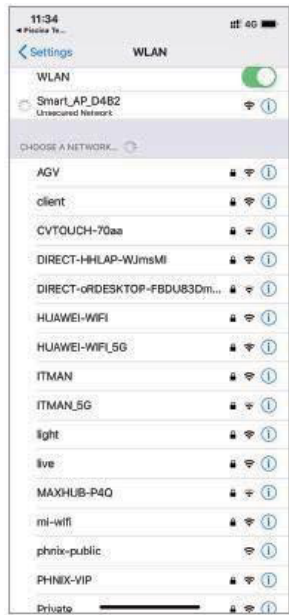 11:34
4G
◀ Piscina Te...
Settings
WLAN
WLAN
Smart_AP_D4B2
Unsecured Network
CHOOSE A NETWORK...
AGV
client
CVTOUCH-70aa
DIRECT-HHLAP-WJmsMI
DIRECT-oRDESKTOP-FBDU83Dm...
HUAWEI-WIFI
HUAWEI-WIFI_5G
ITMAN
ITMAN_5G
light
live
MAXHUB-P4Q
mi-wifi
phnix-public
PHNIX-VIP
Private